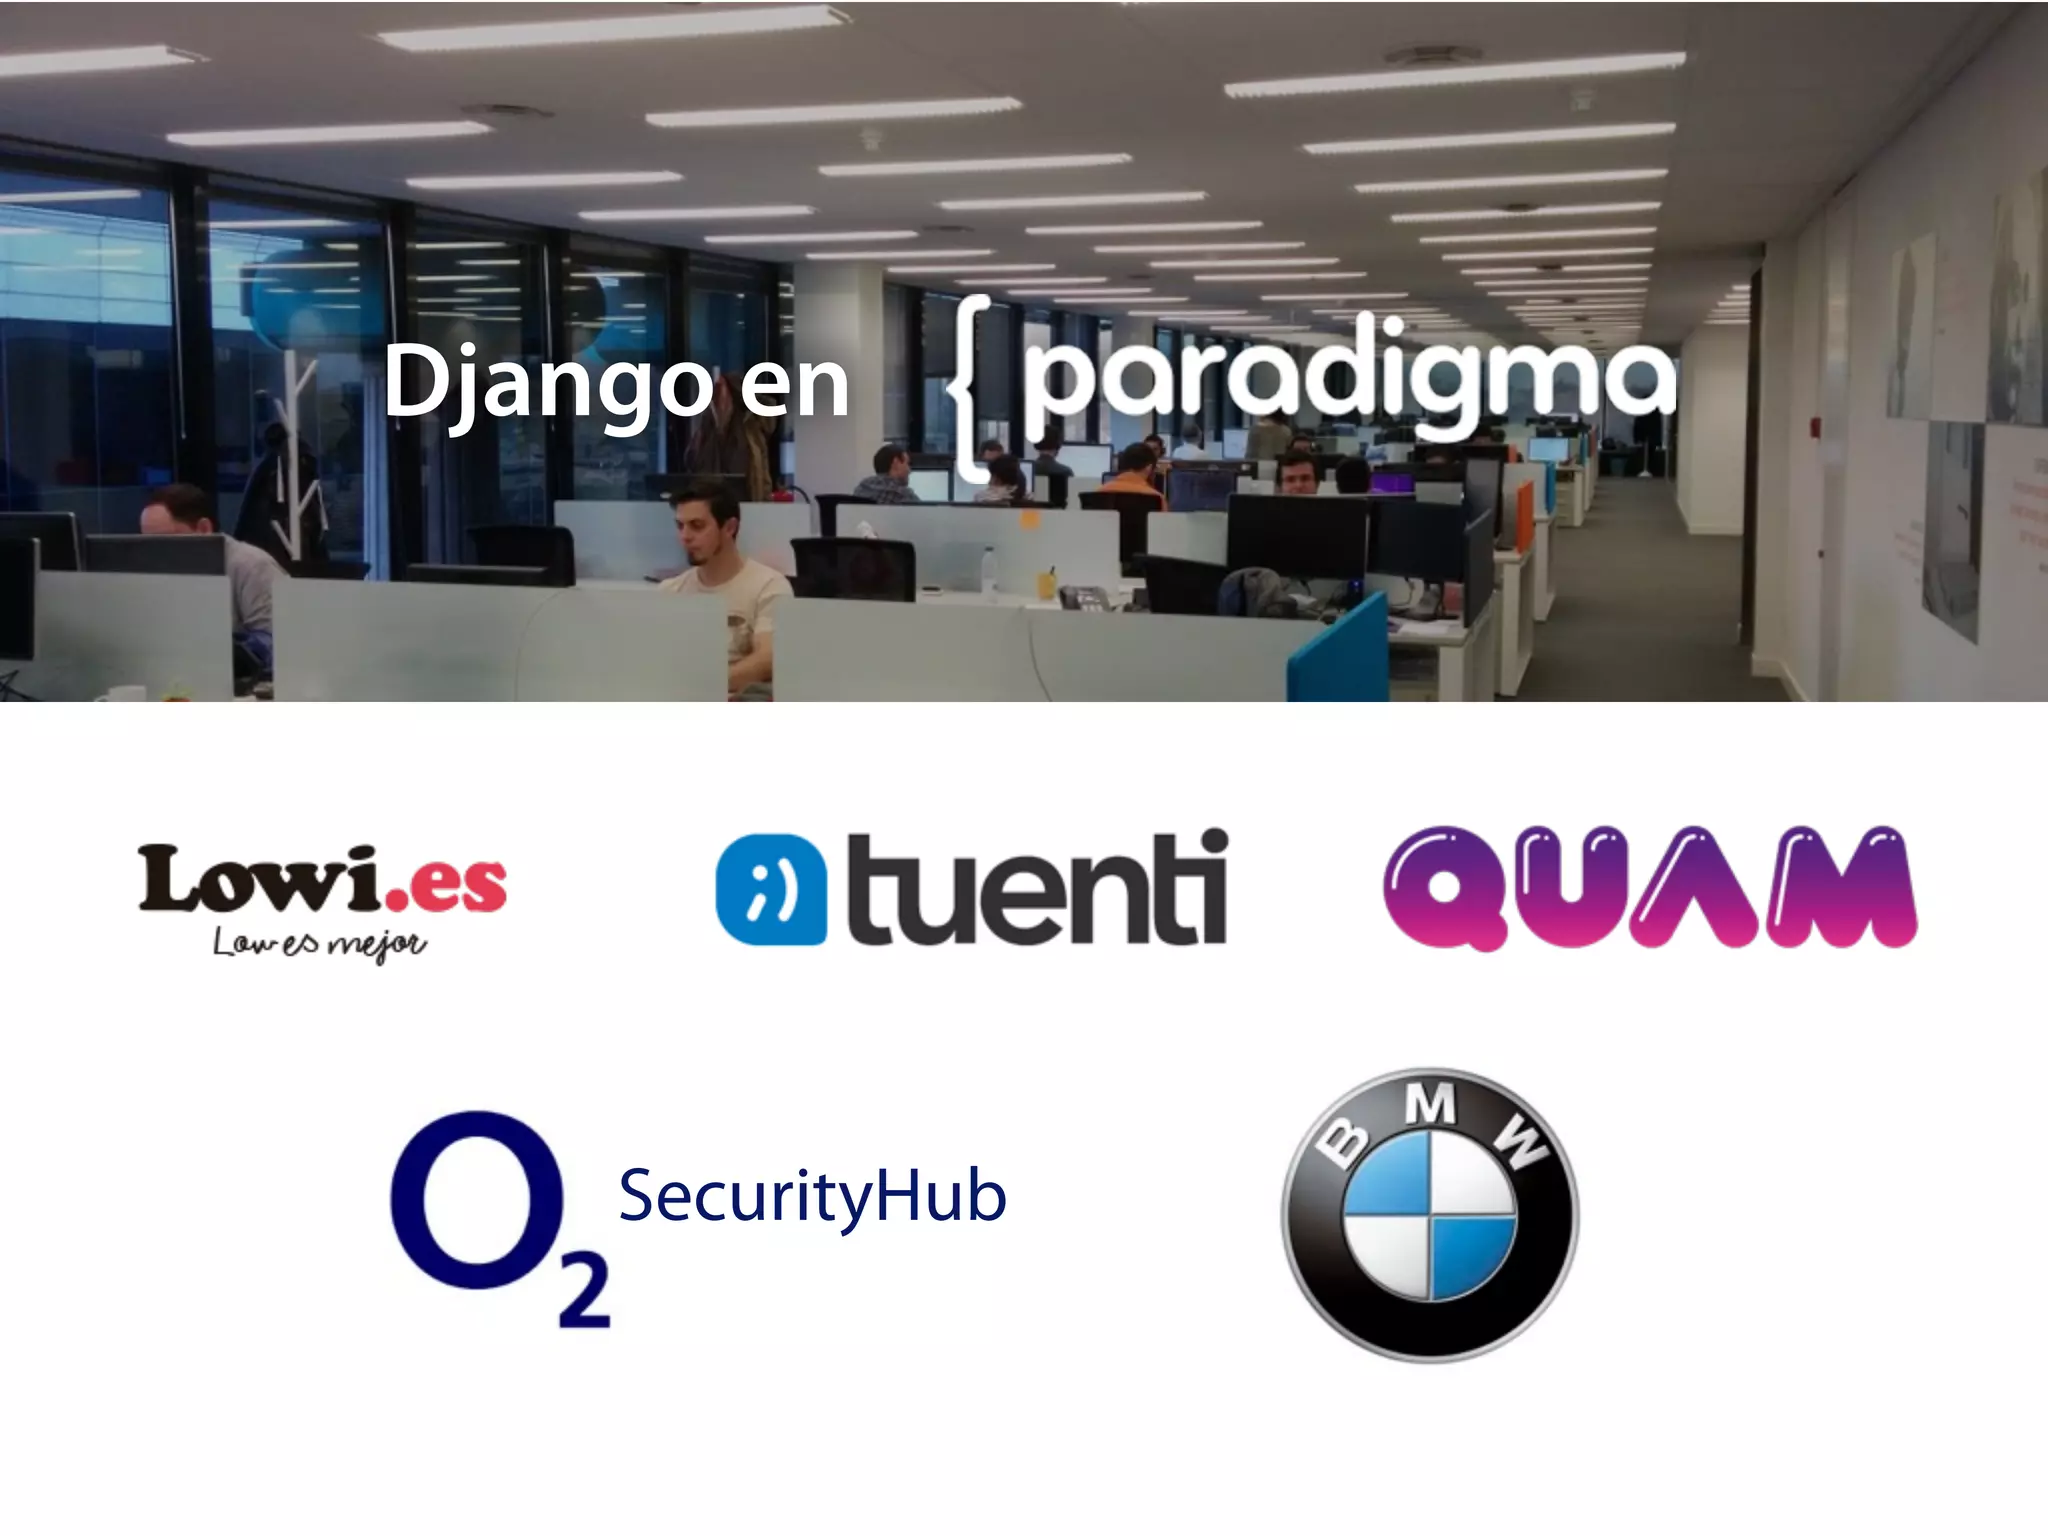 Django en {paradigma
Lowi.es
Low es mejor
tuenti
QUAM
O2 SecurityHub
BMW